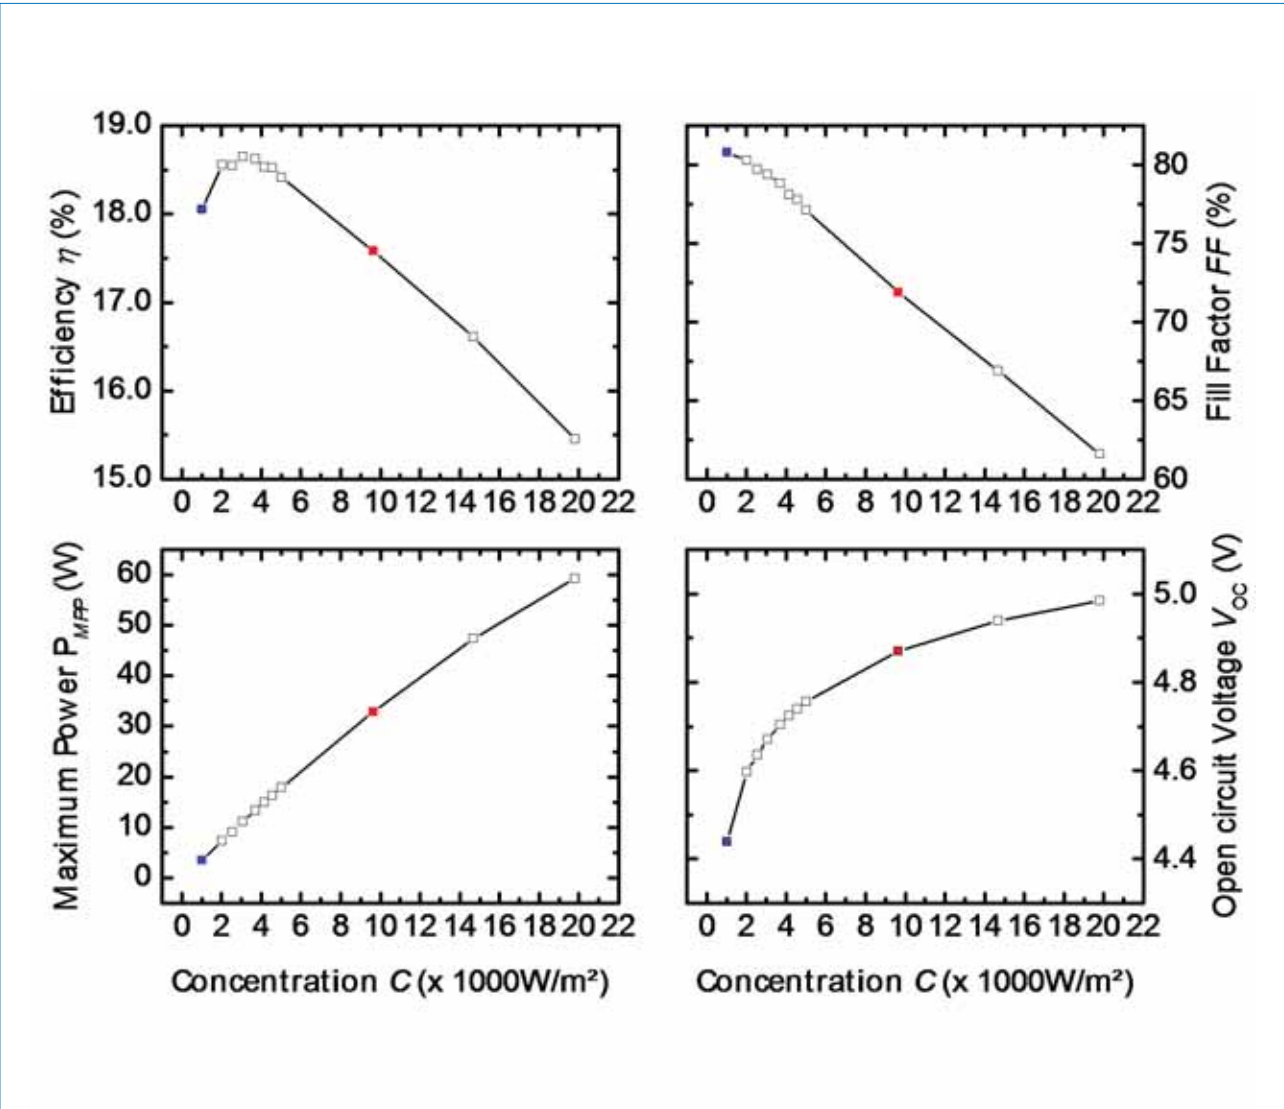 19.0
18.0
17.0
16.0
15.0
Efficiency η (%)
0 2 4 6 8 10 12 14 16 18 20 22
80
75
70
65
60
Fill Factor FF (%)
0 2 4 6 8 10 12 14 16 18 20 22
60
50
40
30
20
10
0
Maximum Power P_MPP (W)
0 2 4 6 8 10 12 14 16 18 20 22
Concentration C (x 1000W/m²)
5.0
4.8
4.6
4.4
Open circuit Voltage V_OC (V)
0 2 4 6 8 10 12 14 16 18 20 22
Concentration C (x 1000W/m²)